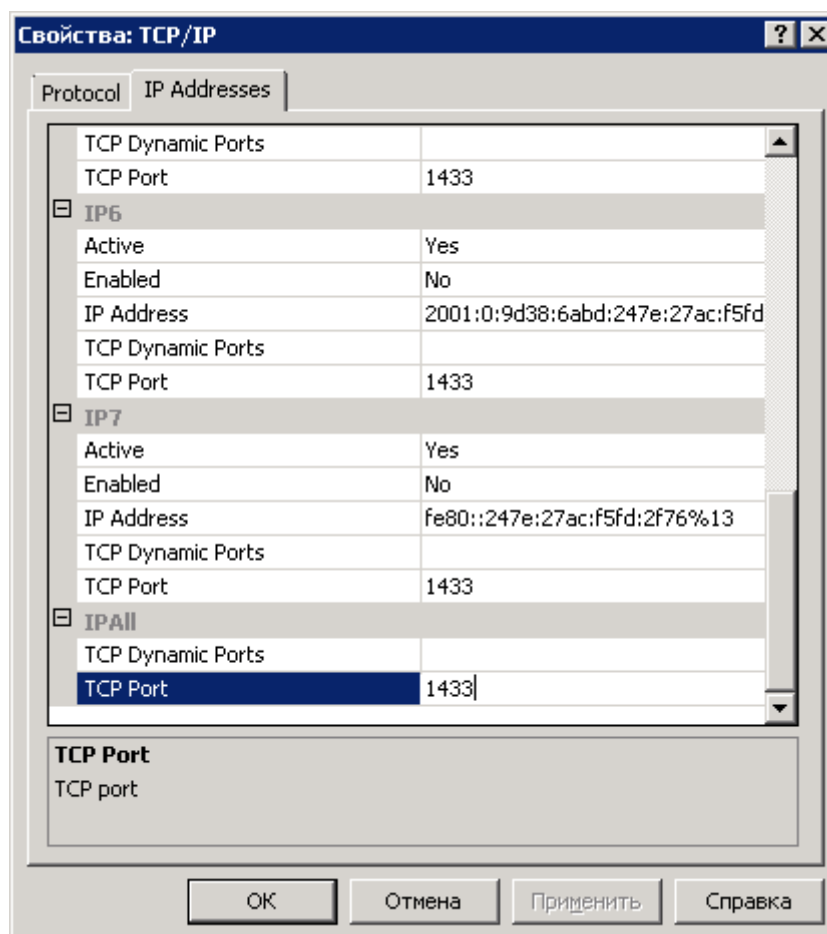 Свойства: TCP/IP
Protocol IP Addresses
TCP Dynamic Ports
TCP Port 1433
IP6
Active Yes
Enabled No
IP Address 2001:0:9d38:6abd:247e:27ac:f5fd
TCP Dynamic Ports
TCP Port 1433
IP7
Active Yes
Enabled No
IP Address fe80::247e:27ac:f5fd:2f76%13
TCP Dynamic Ports
TCP Port 1433
IPAll
TCP Dynamic Ports
TCP Port 1433
TCP Port
TCP port
OK Отмена Применить Справка